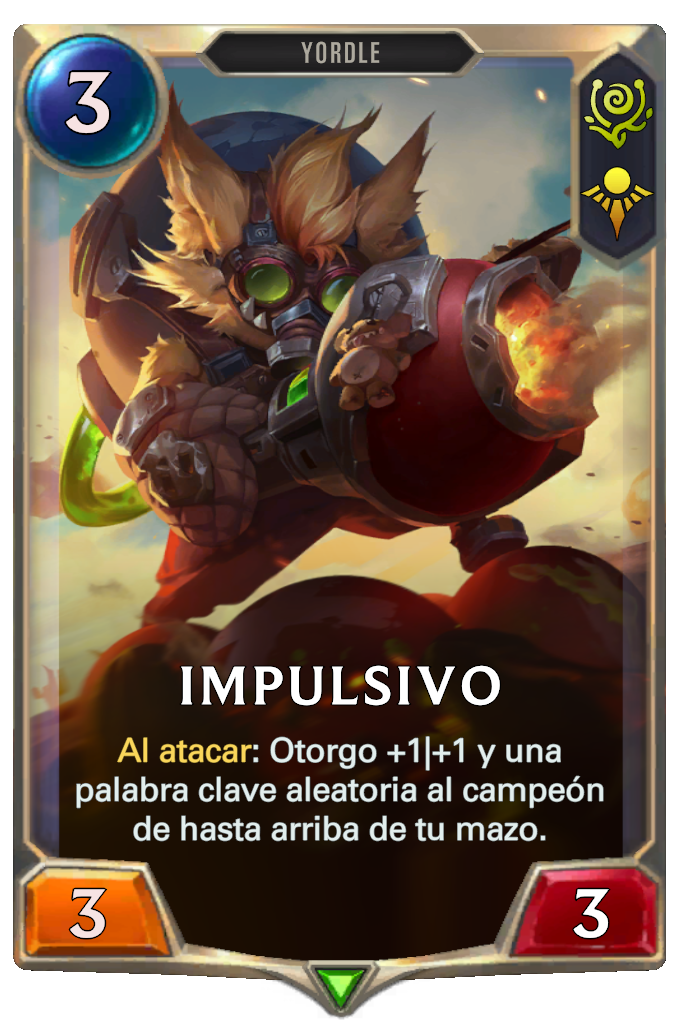 YORDLE
3
IMPULSIVO
Al atacar: Otorgo +1|+1 y una
palabra clave aleatoria al campeón
de hasta arriba de tu mazo.
3
3